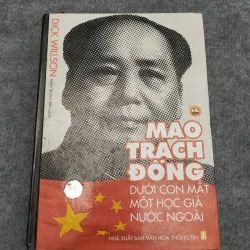 DICK WILLSON
MAO
TRẠCH
ĐÔNG
DƯỚI CON MẮT
MỘT HỌC GIẢ
NƯỚC NGOÀI
NHÀ XUẤT BẢN VĂN HÓA THÔNG TIN